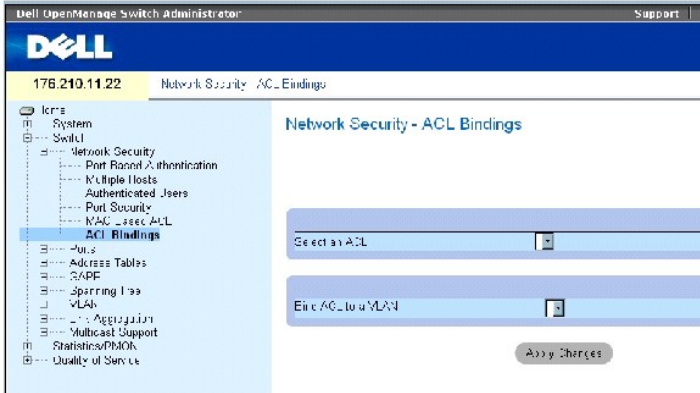 Dell OpenManage Switch Administrator
Support
DELL
176.210.11.22
Network Security - ACL Bindings
Home
System
Switch
Network Security
Port Based Authentication
Multiple Hosts
Authenticated Users
Port Security
MAC Based ACL
ACL Bindings
Ports
Address Tables
GARP
Spanning Tree
VLAN
Link Aggregation
Multicast Support
Statistics/RMON
Quality of Service
Network Security - ACL Bindings
Select an ACL
Bind ACL to a VLAN
Apply Changes